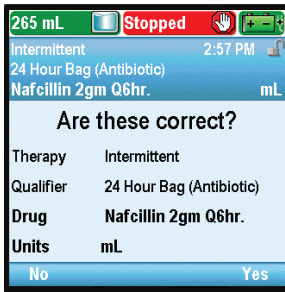 265 mL Stopped
Intermittent 2:57 PM
24 Hour Bag (Antibiotic)
Nafcillin 2gm Q6hr. mL
Are these correct?
Therapy Intermittent
Qualifier 24 Hour Bag (Antibiotic)
Drug Nafcillin 2gm Q6hr.
Units mL
No Yes